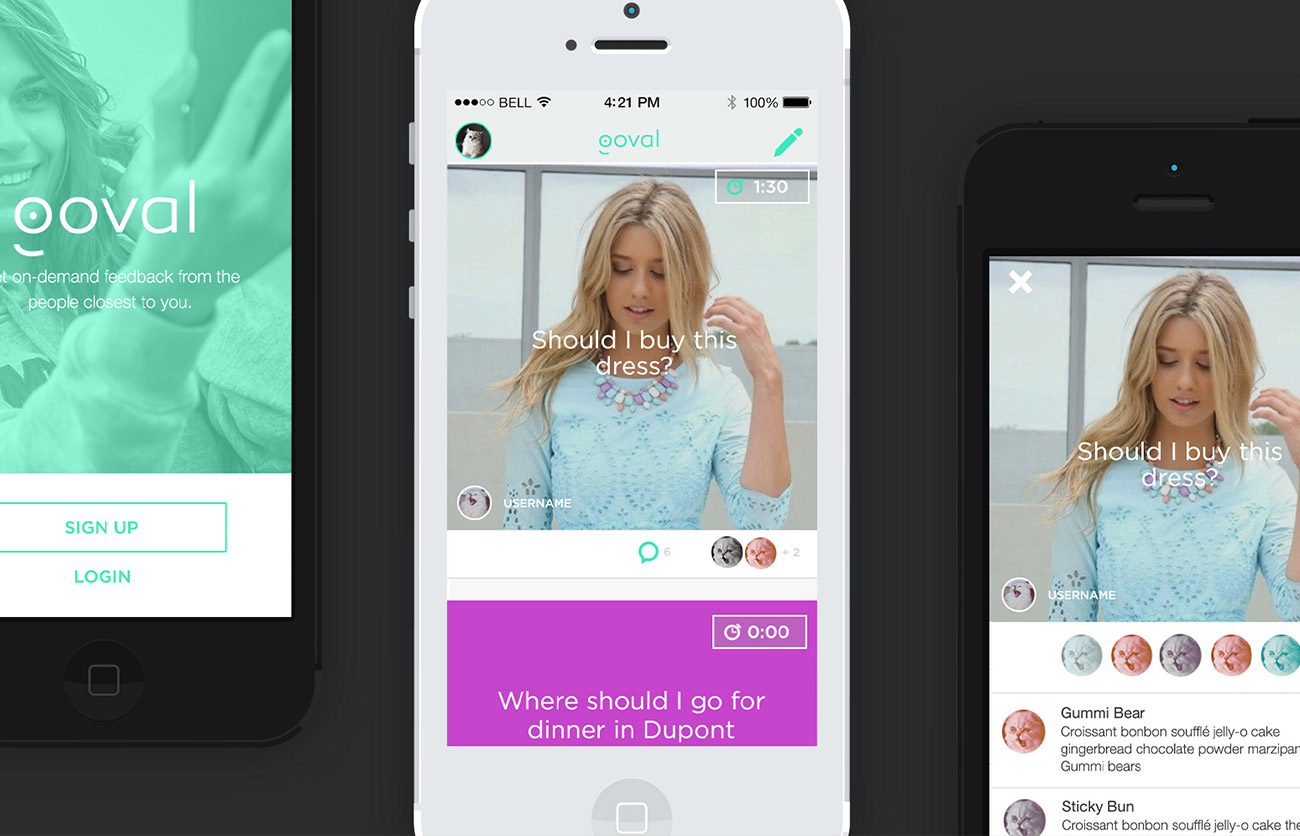 goval
on-demand feedback from the
people closest to you.
SIGN UP
LOGIN
BELL
4:21 PM
100%
goval
1:30
Should I buy this
dress?
USERNAME
6
+ 2
0:00
Where should I go for
dinner in Dupont
Should I buy this
dress?
USERNAME
Gummi Bear
Croissant bonbon soufflé jelly-o cake
gingerbread chocolate powder marzipan
Gummi bears
Sticky Bun
Croissant bonbon soufflé jelly-o cake the